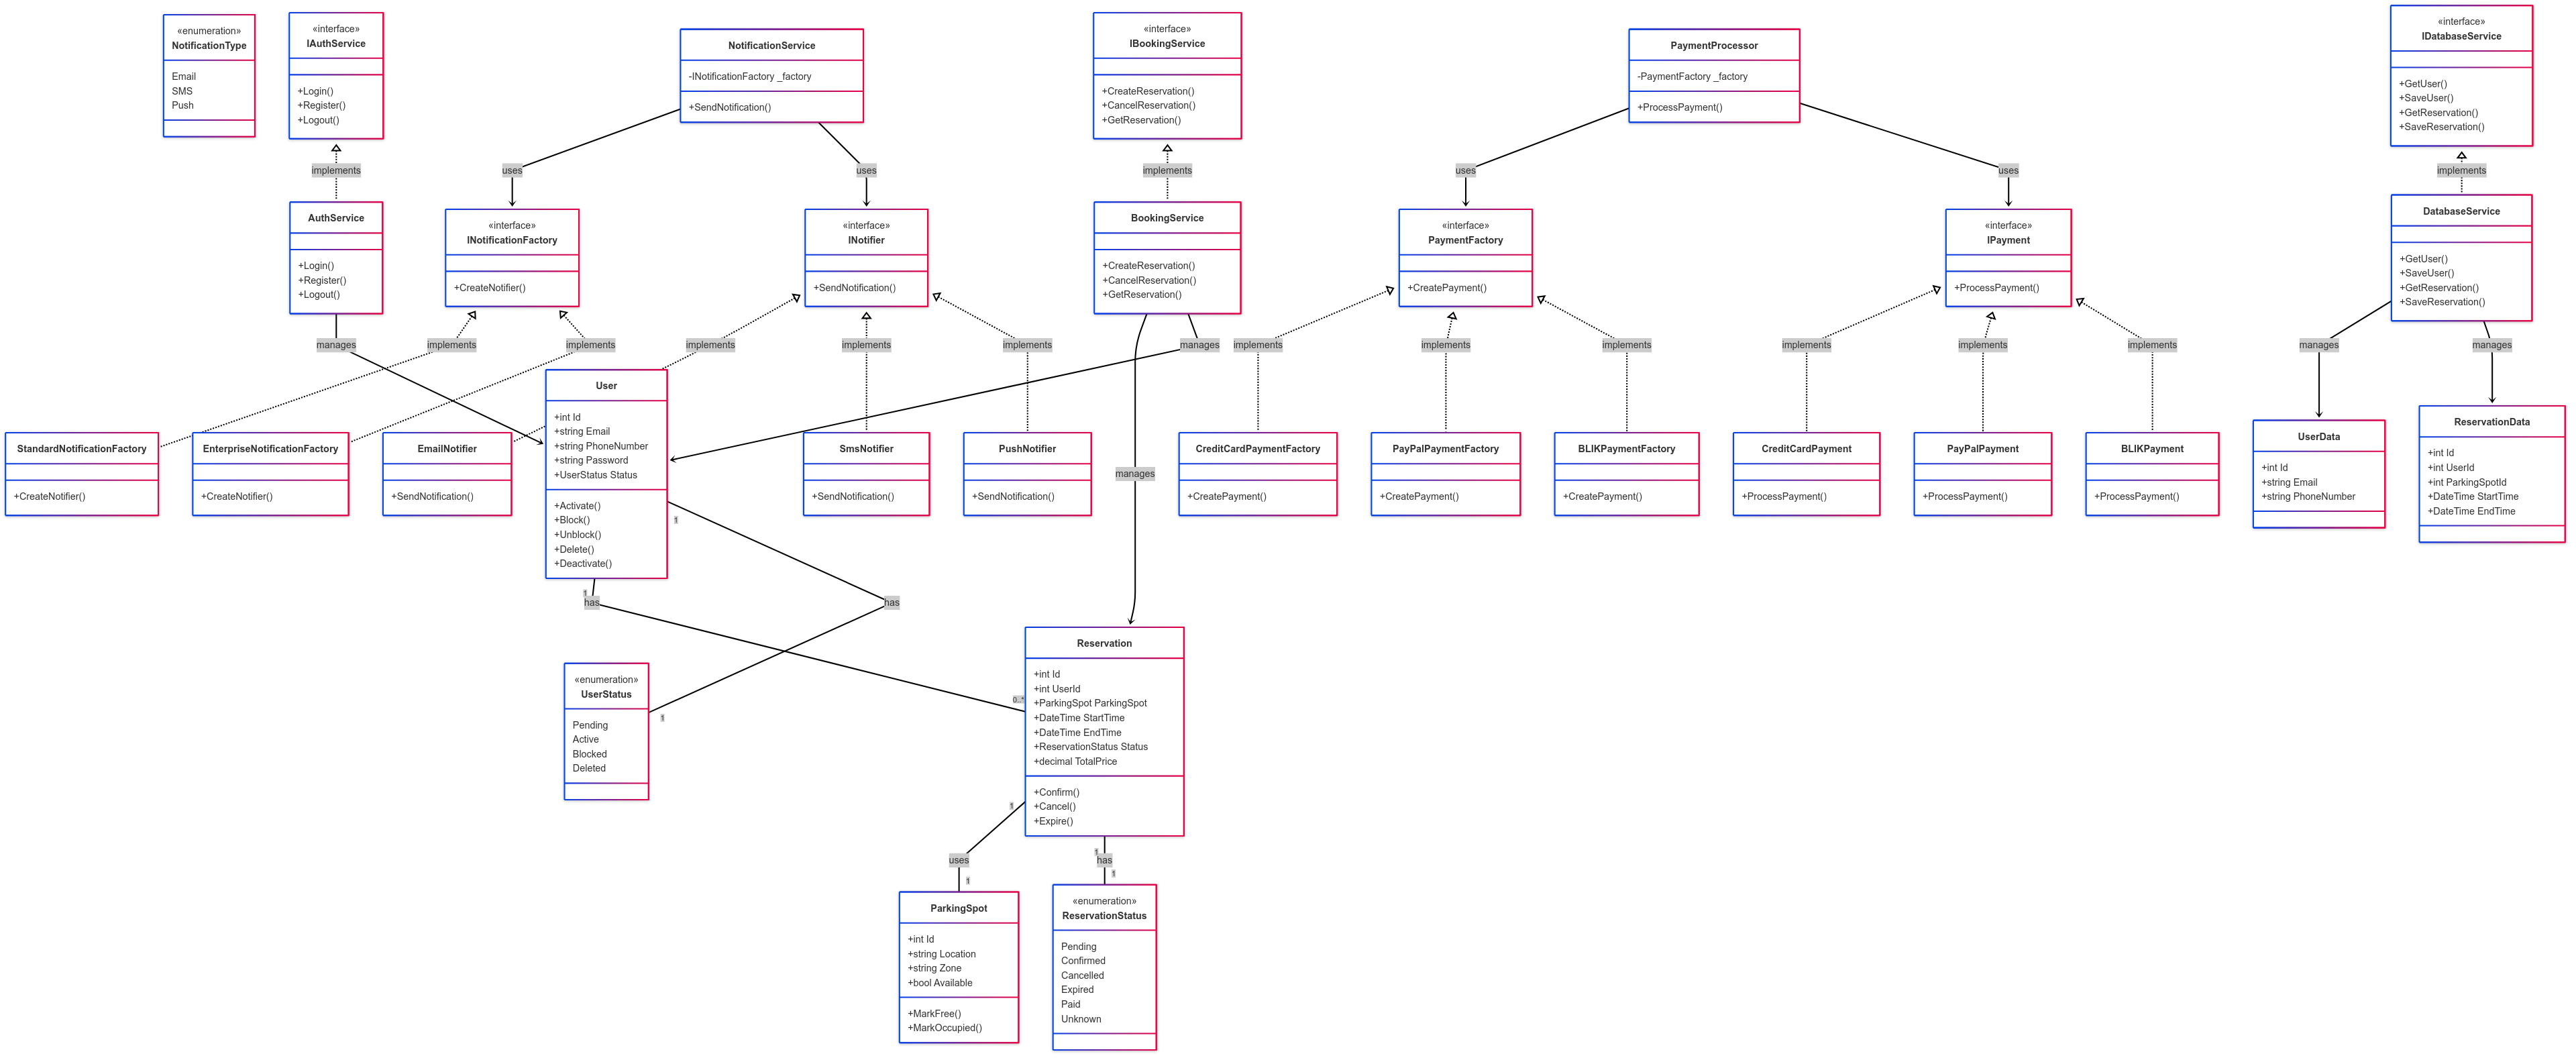 «enumeration»
NotificationType
Email
SMS
Push
«interface»
IAuthService
+Login()
+Register()
+Logout()
NotificationService
-INotificationFactory _factory
+SendNotification()
«interface»
IBookingService
+CreateReservation()
+CancelReservation()
+GetReservation()
PaymentProcessor
-PaymentFactory _factory
+ProcessPayment()
«interface»
IDatabaseService
+GetUser()
+SaveUser()
+GetReservation()
+SaveReservation()
implements
uses
uses
implements
uses
uses
implements
AuthService
+Login()
+Register()
+Logout()
«interface»
INotificationFactory
+CreateNotifier()
«interface»
INotifier
+SendNotification()
BookingService
+CreateReservation()
+CancelReservation()
+GetReservation()
«interface»
PaymentFactory
+CreatePayment()
«interface»
IPayment
+ProcessPayment()
DatabaseService
+GetUser()
+SaveUser()
+GetReservation()
+SaveReservation()
manages
implements
implements
implements
implements
implements
manages
implements
implements
implements
implements
implements
implements
manages
manages
StandardNotificationFactory
+CreateNotifier()
EnterpriseNotificationFactory
+CreateNotifier()
EmailNotifier
+SendNotification()
User
+int Id
+string Email
+string PhoneNumber
+string Password
+UserStatus Status
+Activate()
+Block()
+Unblock()
+Delete()
+Deactivate()
SmsNotifier
+SendNotification()
PushNotifier
+SendNotification()
manages
CreditCardPaymentFactory
+CreatePayment()
PayPalPaymentFactory
+CreatePayment()
BLIKPaymentFactory
+CreatePayment()
CreditCardPayment
+ProcessPayment()
PayPalPayment
+ProcessPayment()
BLIKPayment
+ProcessPayment()
UserData
+int Id
+string Email
+string PhoneNumber
ReservationData
+int Id
+int UserId
+int ParkingSpotId
+DateTime StartTime
+DateTime EndTime
1
1
has
has
«enumeration»
UserStatus
Pending
Active
Blocked
Deleted
1
0..*
Reservation
+int Id
+int UserId
+ParkingSpot ParkingSpot
+DateTime StartTime
+DateTime EndTime
+ReservationStatus Status
+decimal TotalPrice
+Confirm()
+Cancel()
+Expire()
1
uses
1
1
has
1
ParkingSpot
+int Id
+string Location
+string Zone
+bool Available
+MarkFree()
+MarkOccupied()
«enumeration»
ReservationStatus
Pending
Confirmed
Cancelled
Expired
Paid
Unknown